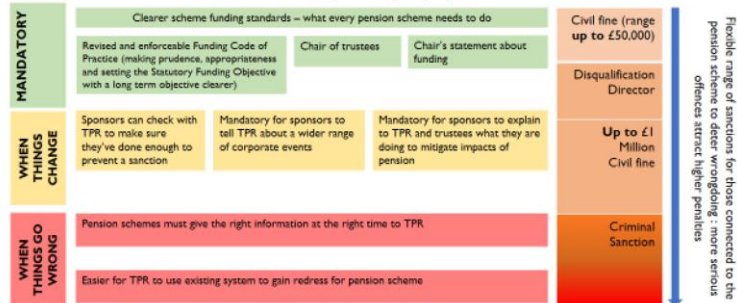 MANDATORY
Clearer scheme funding standards – what every pension scheme needs to do
Revised and enforceable Funding Code of
Practice (making prudence, appropriateness
and setting the Statutory Funding Objective
with a long term objective clearer)
Chair of trustees
Chair's statement about
funding
WHEN
THINGS
CHANGE
Sponsors can check with
TPR to make sure
they've done enough to
prevent a sanction
Mandatory for sponsors to
tell TPR about a wider range
of corporate events
Mandatory for sponsors to explain
to TPR and trustees what they are
doing to mitigate impacts of
pension
WHEN
THINGS GO
WRONG
Pension schemes must give the right information at the right time to TPR
Easier for TPR to use existing system to gain redress for pension scheme
Civil fine (range
up to £50,000)
Disqualification
Director
Up to £1
Million
Civil fine
Criminal
Sanction
Flexible range of sanctions for those connected to the
pension scheme to deter wrongdoing : more serious
offences attract higher penalties